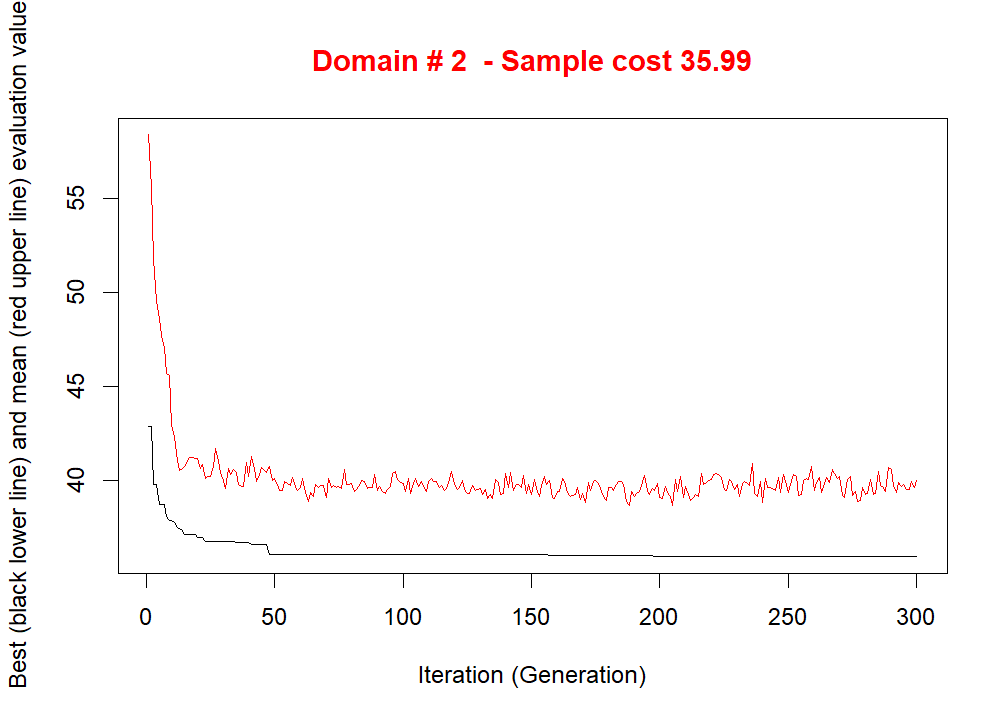 Domain # 2  - Sample cost 35.99
Best (black lower line) and mean (red upper line) evaluation value
55
50
45
40
0 50 100 150 200 250 300
Iteration (Generation)